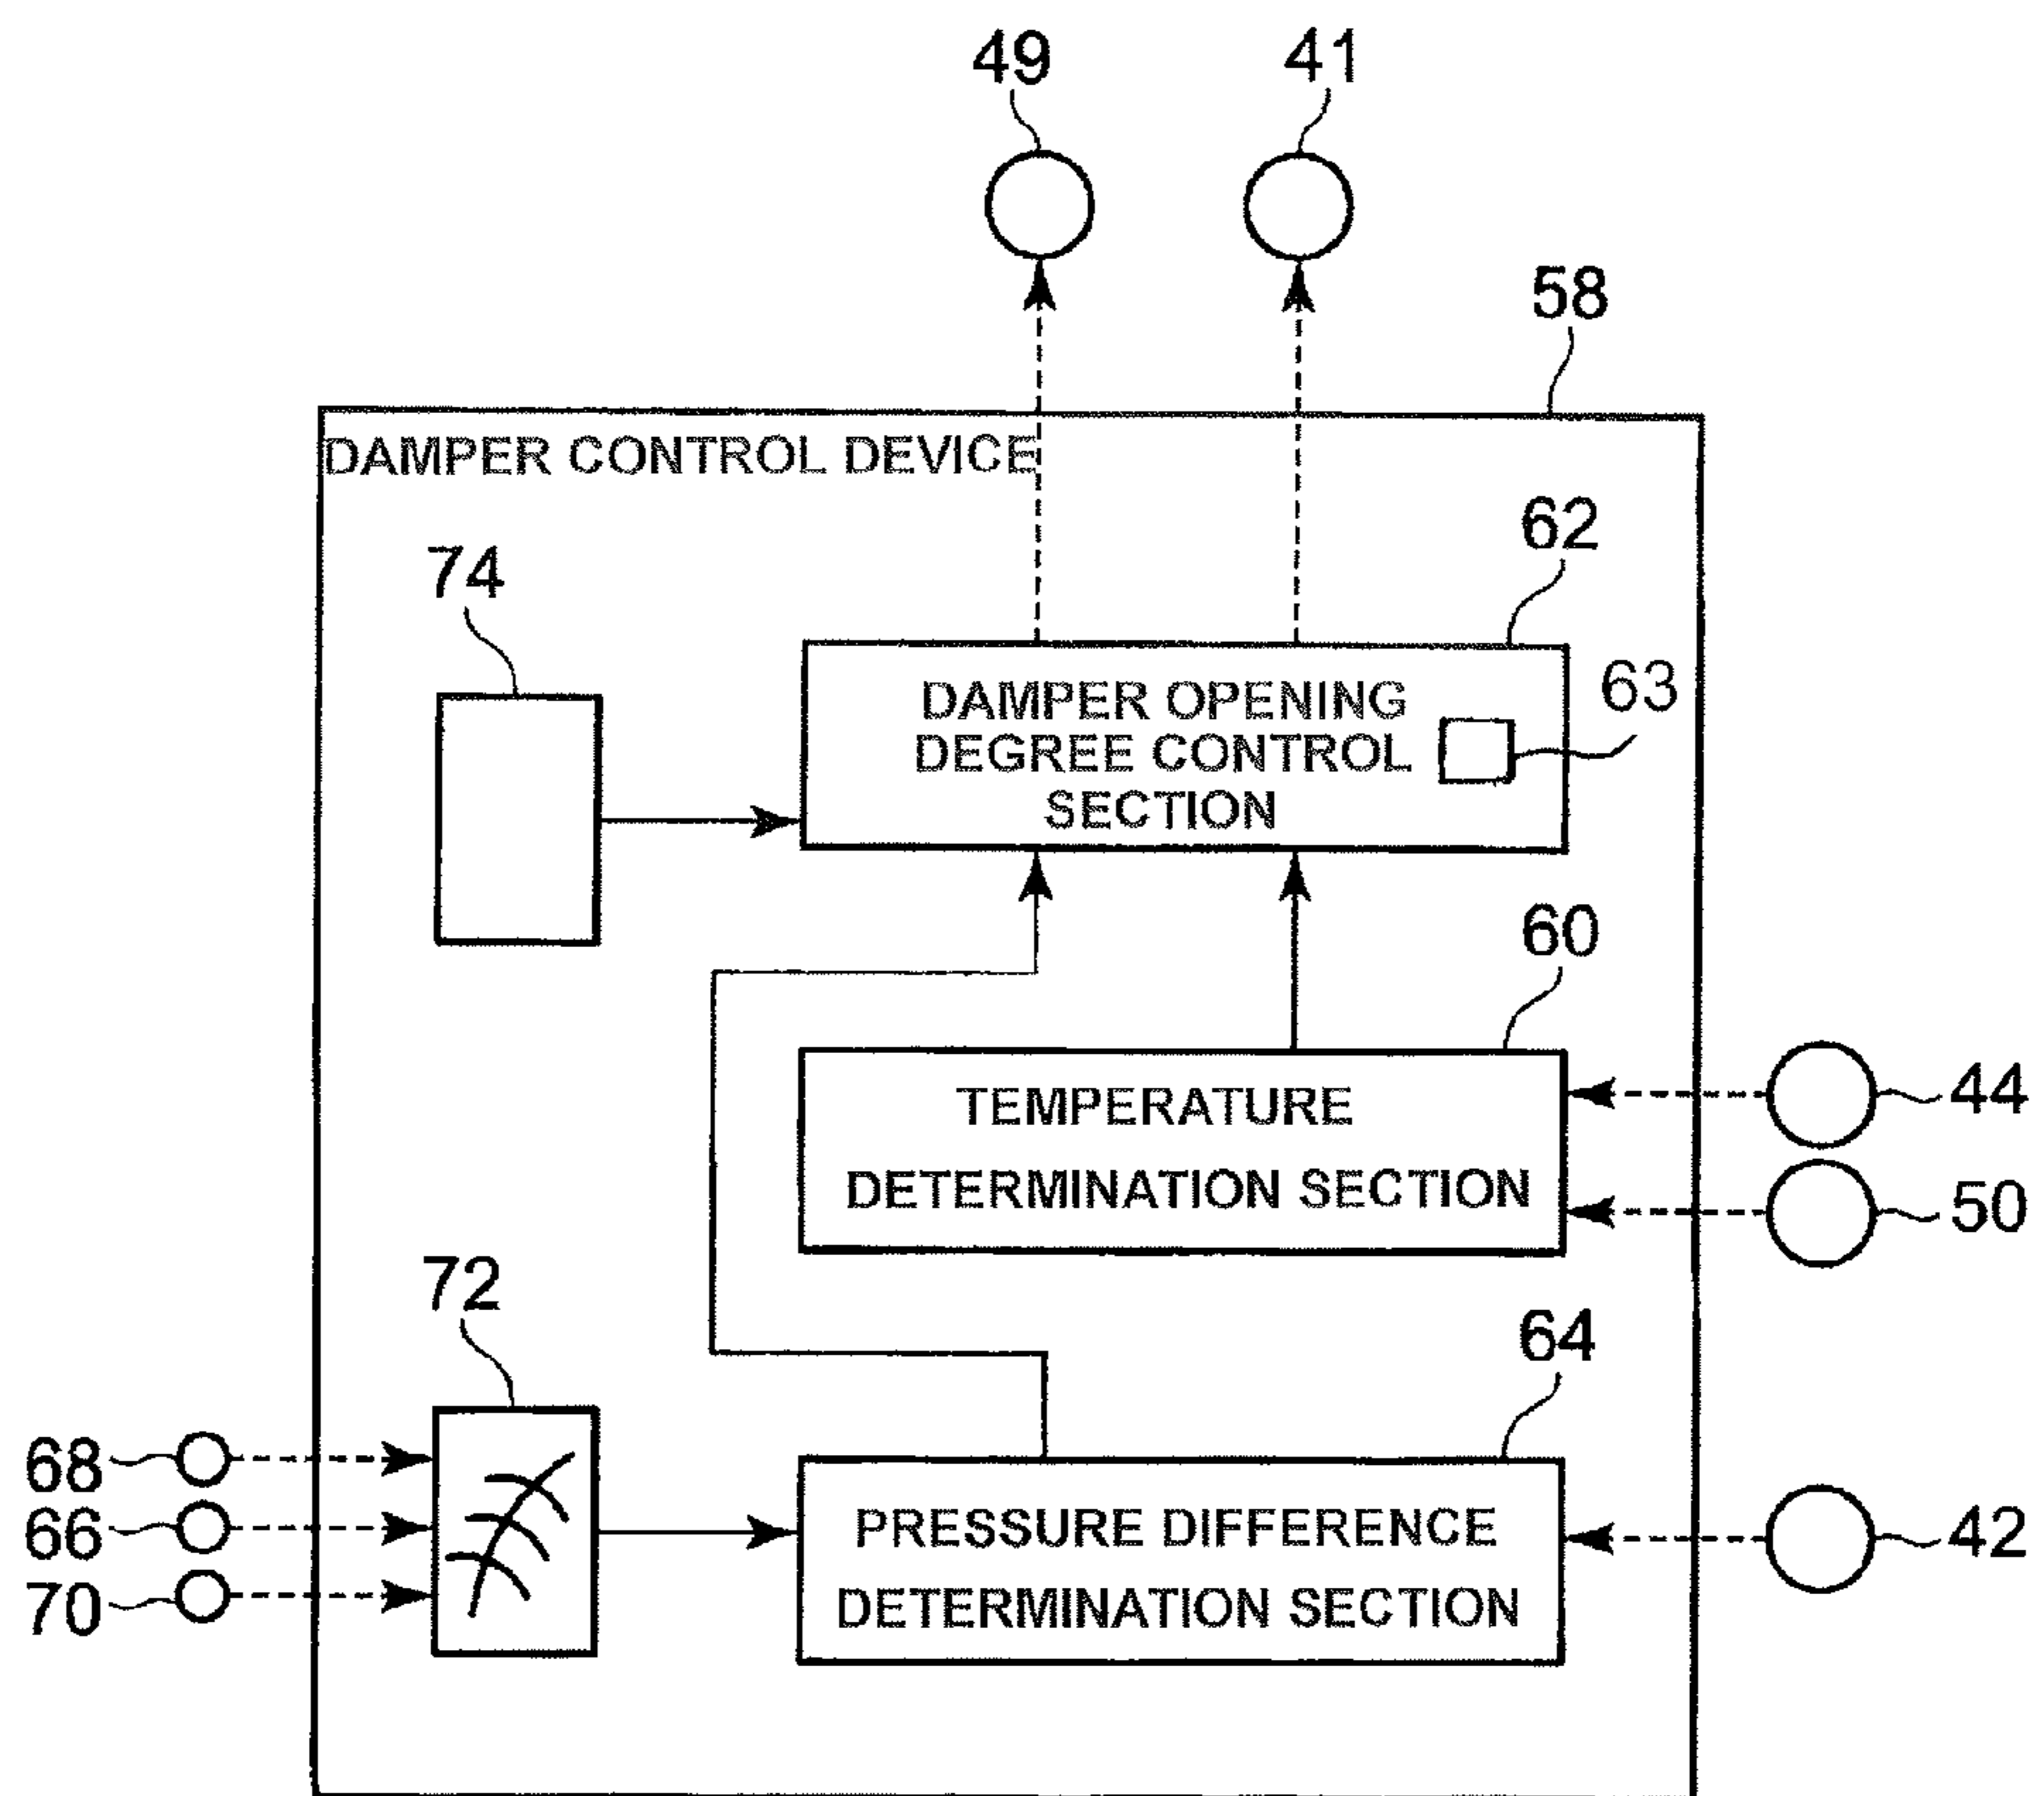 49
41
58
DAMPER CONTROL DEVICE
62
74
63
DAMPER OPENING
DEGREE CONTROL
SECTION
60
44
TEMPERATURE
DETERMINATION SECTION
50
72
64
68
66
70
PRESSURE DIFFERENCE
DETERMINATION SECTION
42